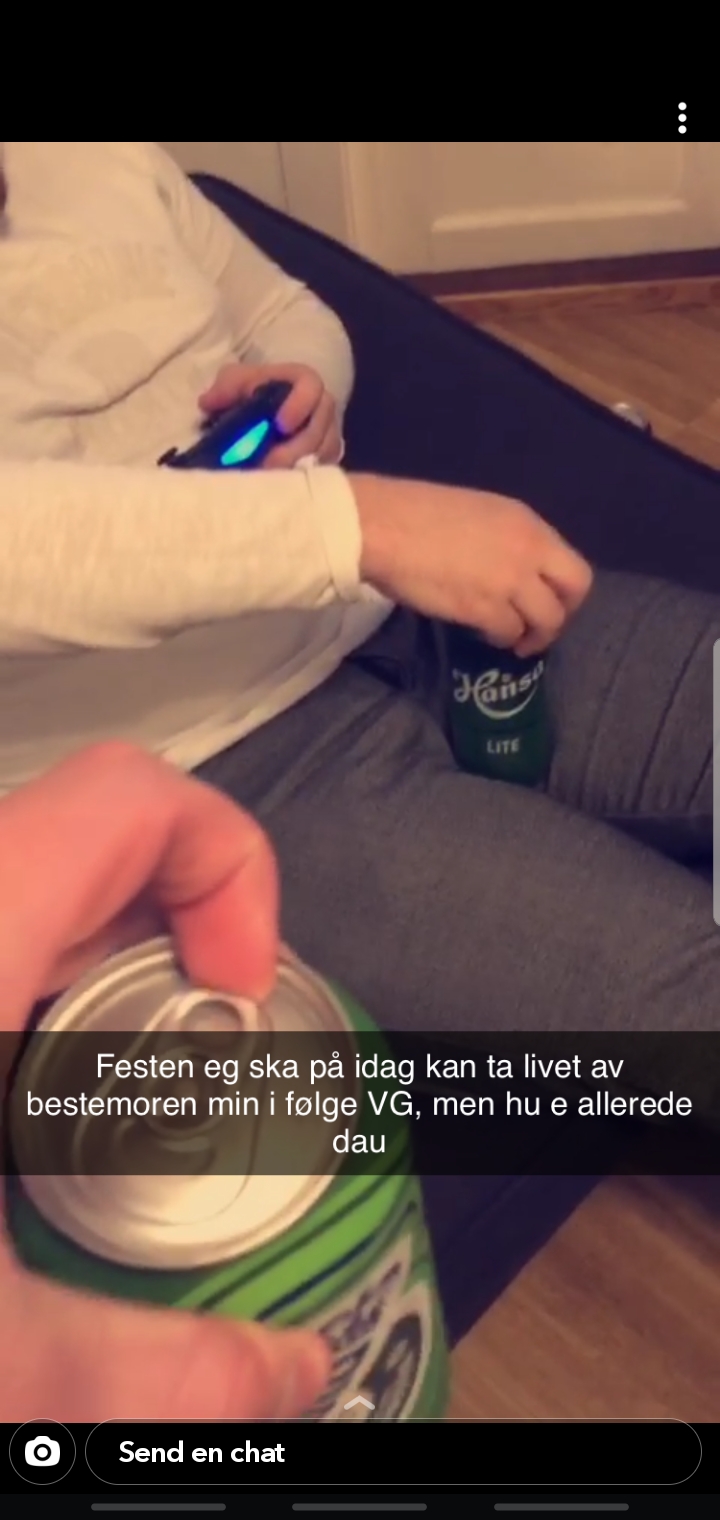 Hansa
LITE
Festen eg ska på idag kan ta livet av
bestemoren min i følge VG, men hu e allerede
dau
Send en chat